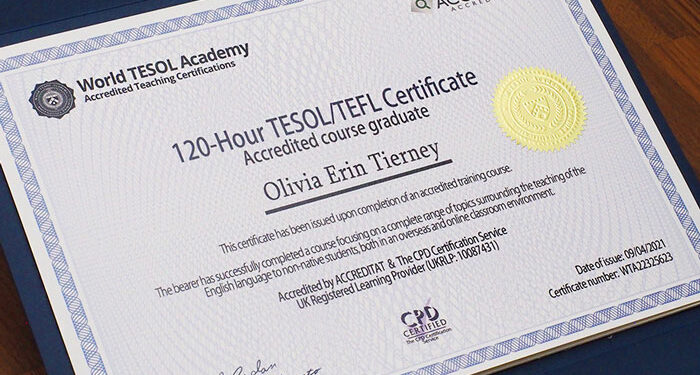 World TESOL Academy
Accredited Teaching Certifications
120-Hour TESOL/TEFL Certificate
Accredited course graduate
Olivia Erin Tierney
This certificate has been issued upon completion of an accredited training course.
The bearer has successfully completed a course focusing on a complete range of topics surrounding the teaching of the
English language to non-native students, both in an overseas and online classroom environment.
Accredited by ACCREDITAT & The CPD Certification Service
UK Registered Learning Provider (UKRLP: 10087431)
Date of issue: 09/04/2021
Certificate number: WTA22325623
CPD
CERTIFIED
The CPD Certification
Service